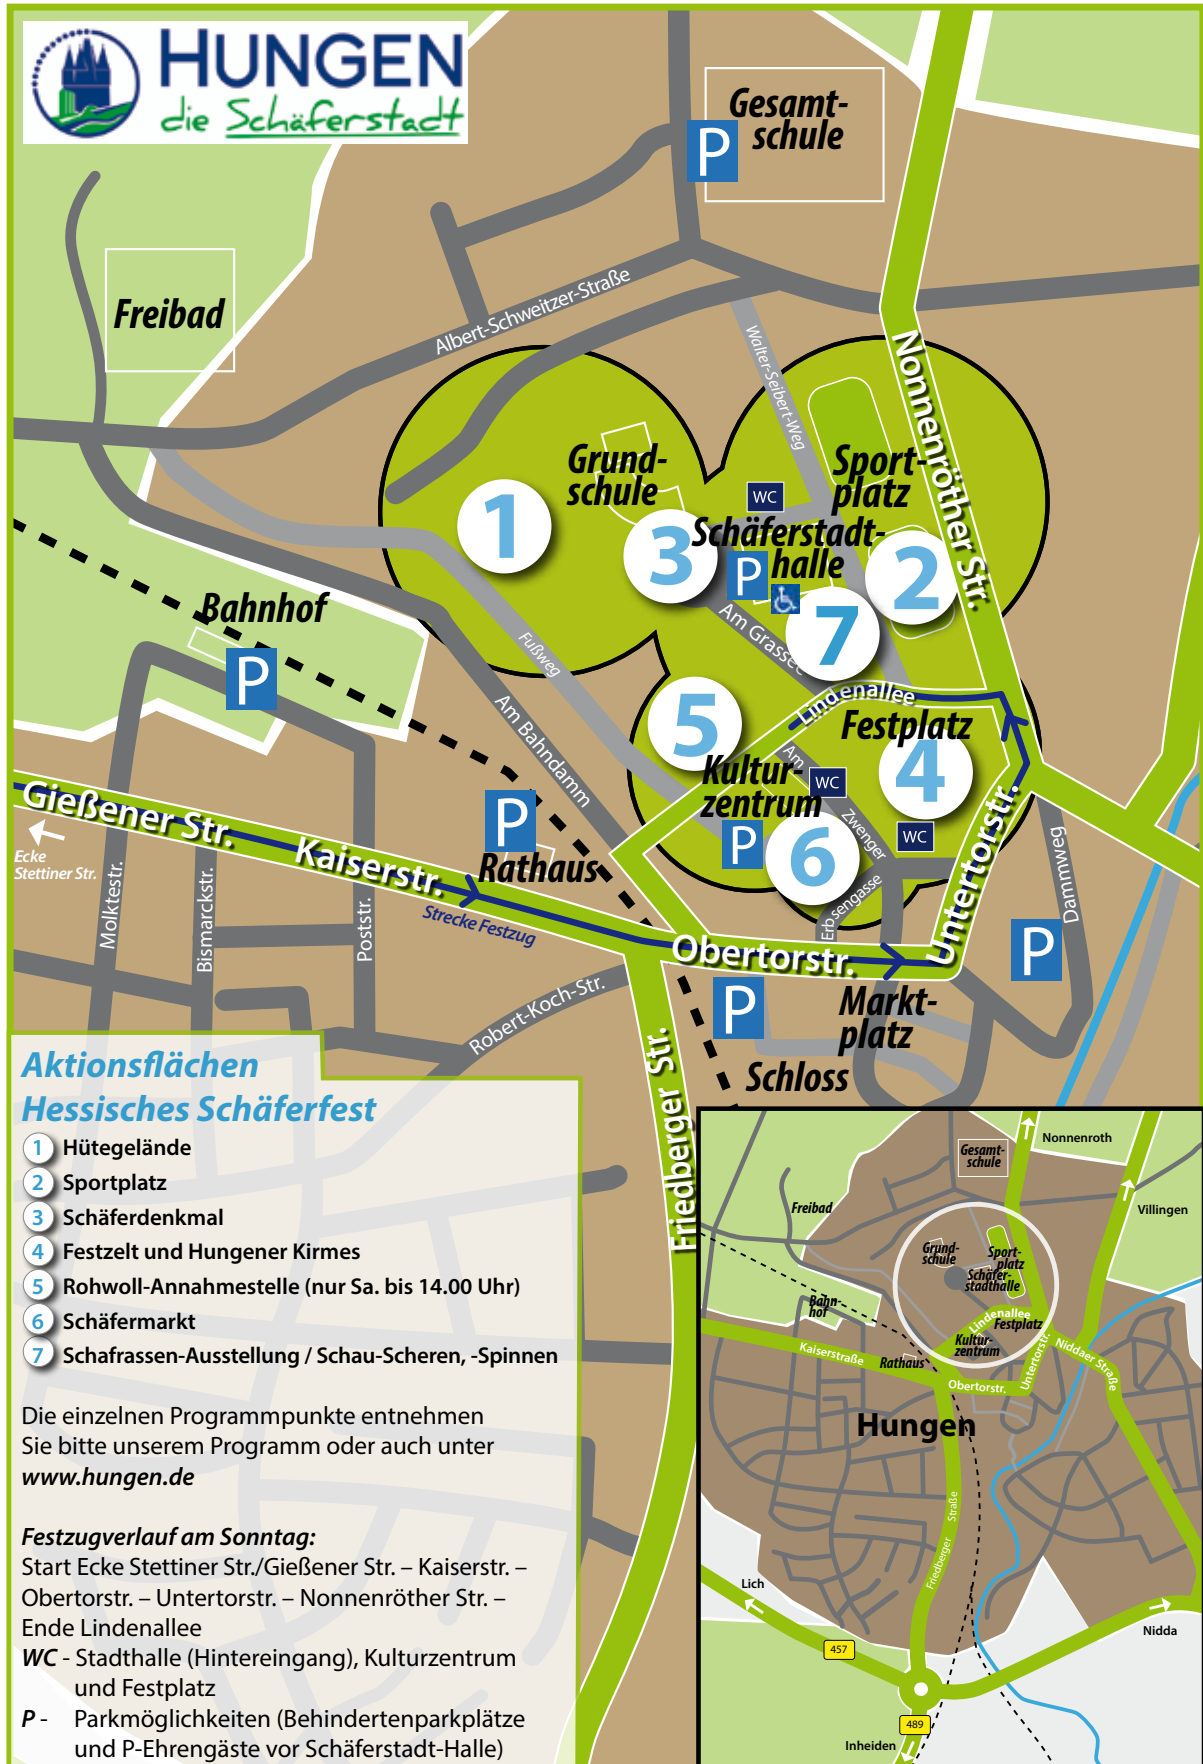 HUNGEN
die Schäferstadt
Gesamt-
schule
P
Freibad
Albert-Schweitzer-Straße
Walter-Seibert-Weg
Nonnenröther Str.
Grund-
schule
Sport-
platz
WC
1
3
Schäferstadt-
halle
P
2
7
Am Grassee
Bahnhof
P
Fußweg
Am Bahndamm
5
Lindenallee
Festplatz
4
Kultur-
zentrum
Am
Zwenger
WC
WC
P
6
Erbsengasse
Gießener Str.
Kaiserstr.
Ecke
Stettiner Str.
P
Rathaus
Strecke Festzug
Molktestr.
Bismarckstr.
Poststr.
Obertorstr.
Untertorstr.
Dammweg
P
P
Markt-
platz
Schloss
Robert-Koch-Str.
Friedberger Str.
Aktionsflächen
Hessisches Schäferfest
1 Hütegelände
2 Sportplatz
3 Schäferdenkmal
4 Festzelt und Hungener Kirmes
5 Rohwoll-Annahmestelle (nur Sa. bis 14.00 Uhr)
6 Schäfermarkt
7 Schafrassen-Ausstellung / Schau-Scheren, -Spinnen
Die einzelnen Programmpunkte entnehmen
Sie bitte unserem Programm oder auch unter
www.hungen.de
Festzugverlauf am Sonntag:
Start Ecke Stettiner Str./Gießener Str. – Kaiserstr. –
Obertorstr. – Untertorstr. – Nonnenröther Str. –
Ende Lindenallee
WC - Stadthalle (Hintereingang), Kulturzentrum
und Festplatz
P - Parkmöglichkeiten (Behindertenparkplätze
und P-Ehrengäste vor Schäferstadt-Halle)
Nonnenroth
Gesamt-
schule
Villingen
Freibad
Grund-
schule
Sport-
platz
Schäfer-
stadthalle
Bahn-
hof
Lindenallee
Festplatz
Kultur-
zentrum
Kaiserstraße
Rathaus
Untertorstr.
Niddaer Straße
Obertorstr.
Hungen
Friedberger Straße
Lich
457
Nidda
489
Inheiden